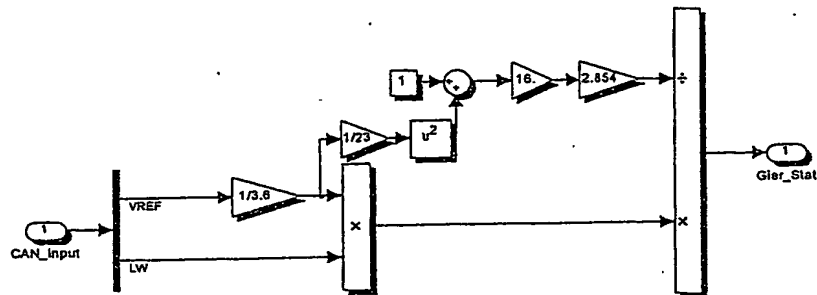 1
+
+
16.
2.854
÷
1/23
u²
1
Gier_Stat
VREF
1/3.6
×
×
1
CAN_Input
LW